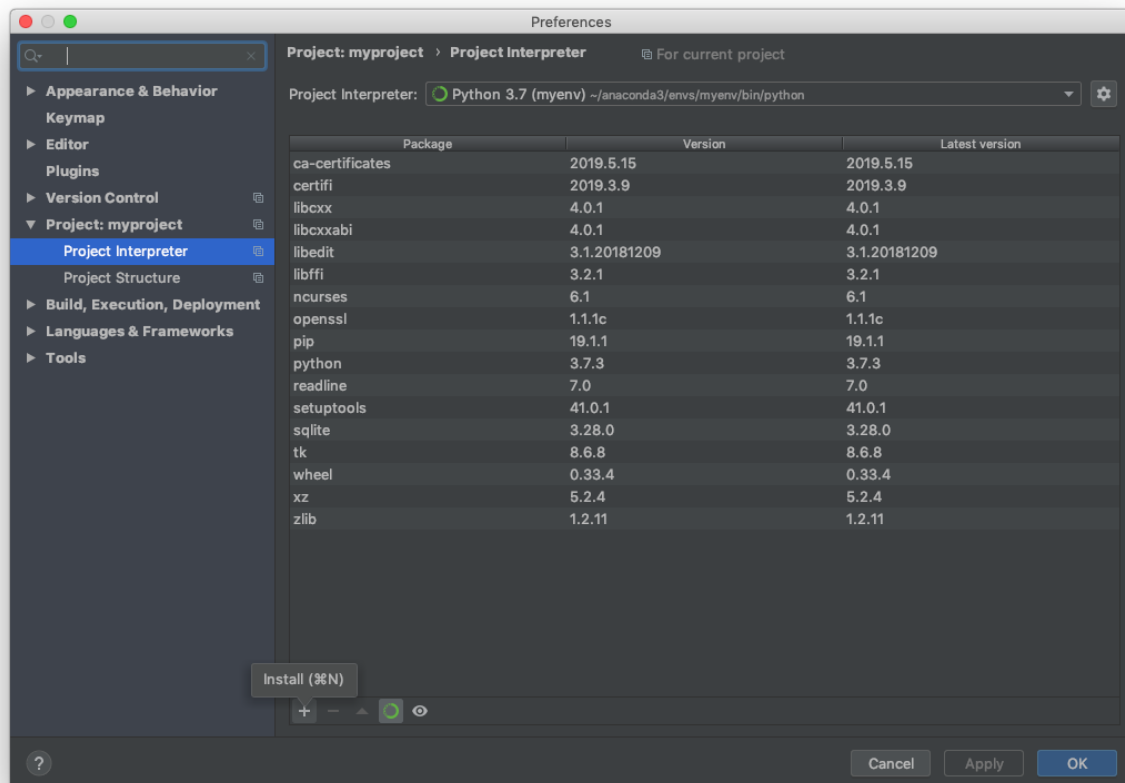 Preferences
Project: myproject › Project Interpreter For current project
Appearance & Behavior
Keymap
Editor
Plugins
Version Control
Project: myproject
Project Interpreter
Project Structure
Build, Execution, Deployment
Languages & Frameworks
Tools
Project Interpreter: Python 3.7 (myenv) ~/anaconda3/envs/myenv/bin/python
Package Version Latest version
ca-certificates 2019.5.15 2019.5.15
certifi 2019.3.9 2019.3.9
libcxx 4.0.1 4.0.1
libcxxabi 4.0.1 4.0.1
libedit 3.1.20181209 3.1.20181209
libffi 3.2.1 3.2.1
ncurses 6.1 6.1
openssl 1.1.1c 1.1.1c
pip 19.1.1 19.1.1
python 3.7.3 3.7.3
readline 7.0 7.0
setuptools 41.0.1 41.0.1
sqlite 3.28.0 3.28.0
tk 8.6.8 8.6.8
wheel 0.33.4 0.33.4
xz 5.2.4 5.2.4
zlib 1.2.11 1.2.11
Install (⌘N)
?
Cancel Apply OK